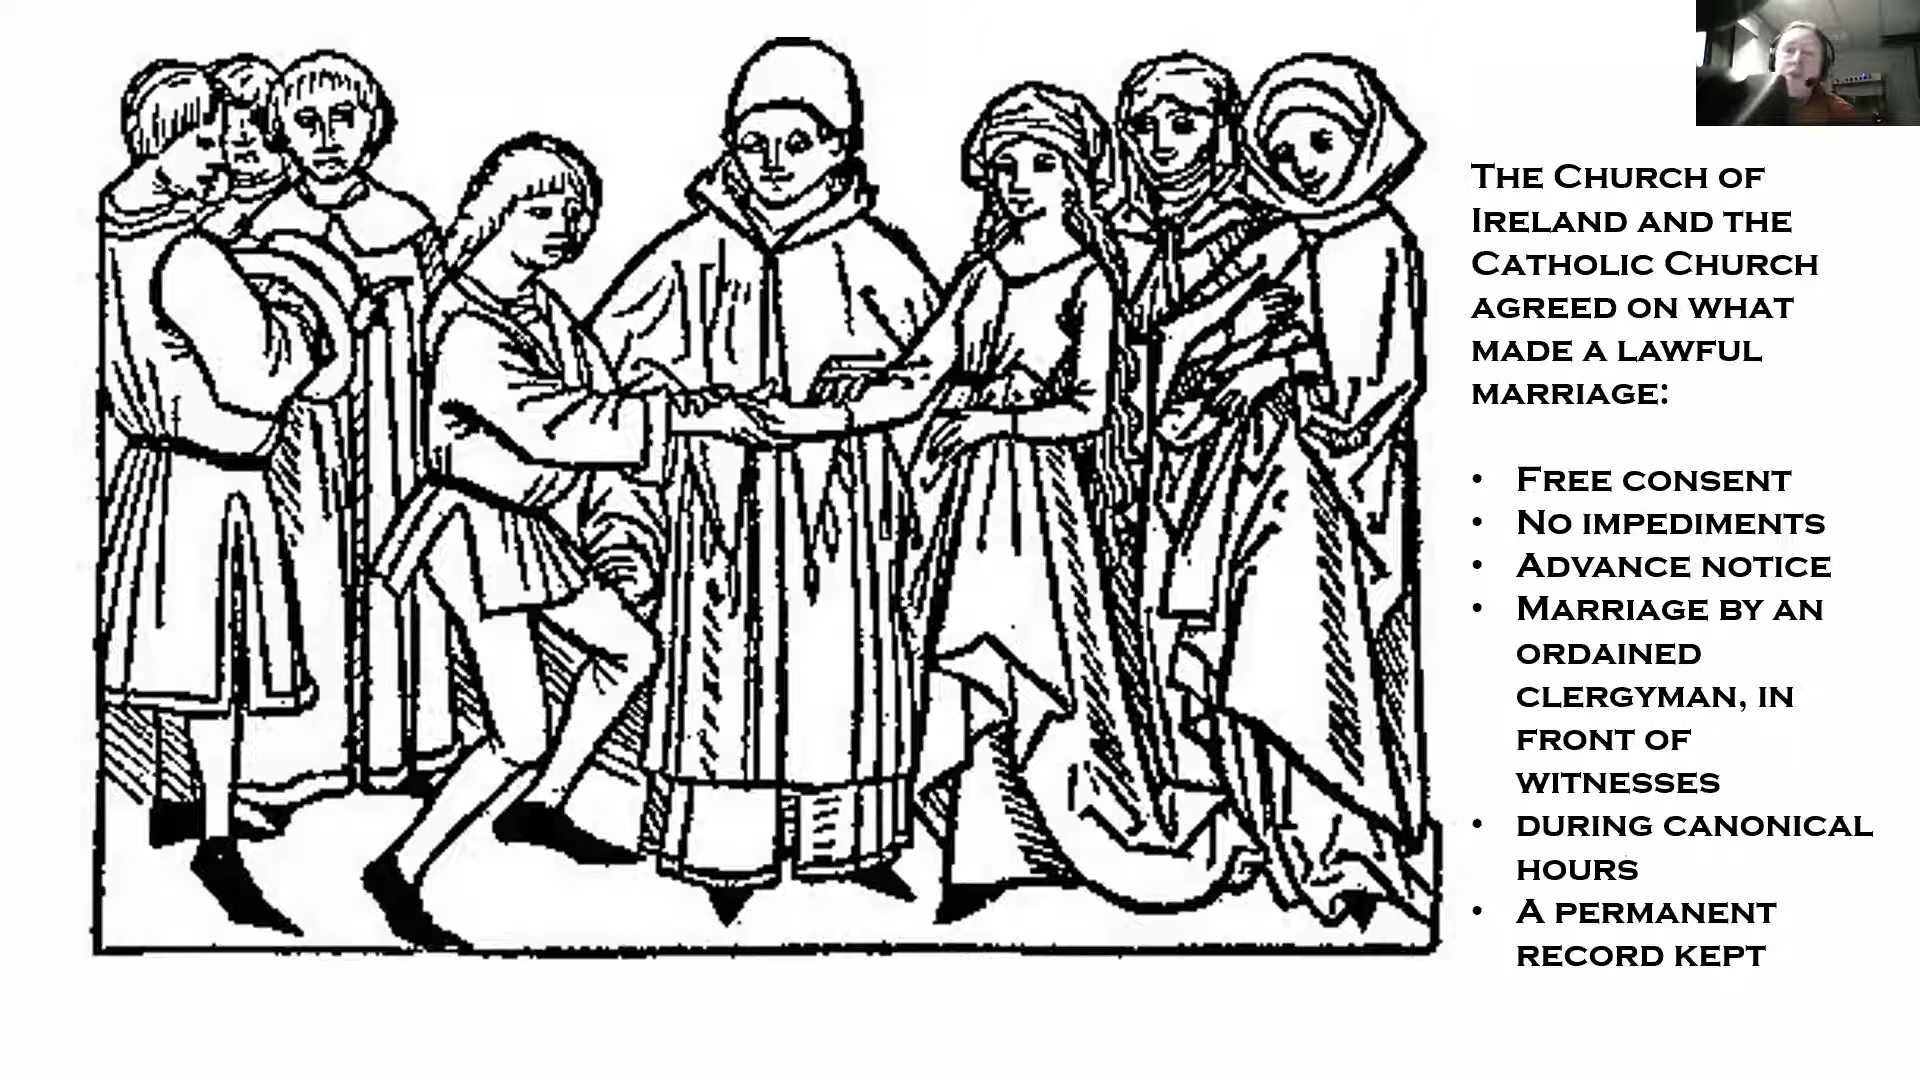 The Church of
Ireland and the
Catholic Church
agreed on what
made a lawful
marriage:
• Free consent
• No impediments
• Advance notice
• Marriage by an
ordained
clergyman, in
front of
witnesses
• during canonical
hours
• A permanent
record kept